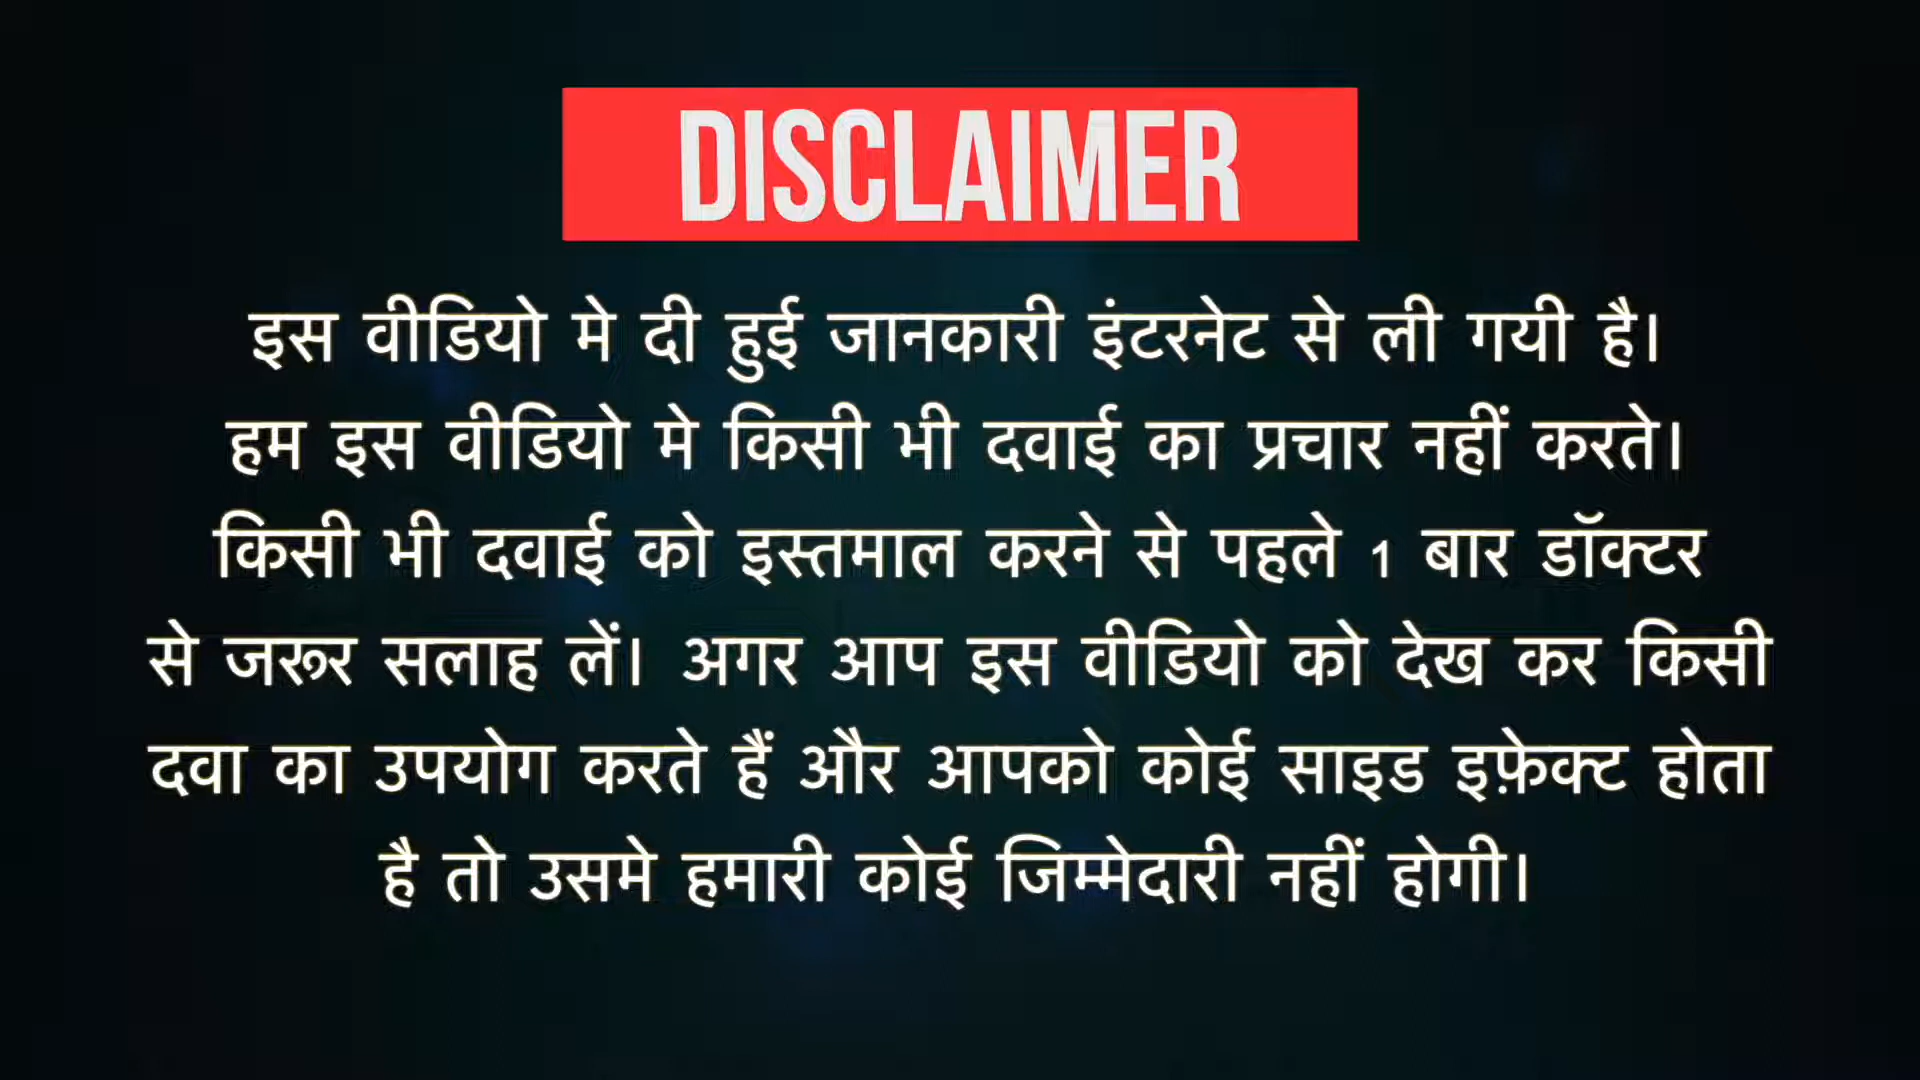 DISCLAIMER
इस वीडियो मे दी हुई जानकारी इंटरनेट से ली गयी है।
हम इस वीडियो मे किसी भी दवाई का प्रचार नहीं करते।
किसी भी दवाई को इस्तमाल करने से पहले 1 बार डॉक्टर
से जरूर सलाह लें। अगर आप इस वीडियो को देख कर किसी
दवा का उपयोग करते हैं और आपको कोई साइड इफ़ेक्ट होता
है तो उसमे हमारी कोई जिम्मेदारी नहीं होगी।